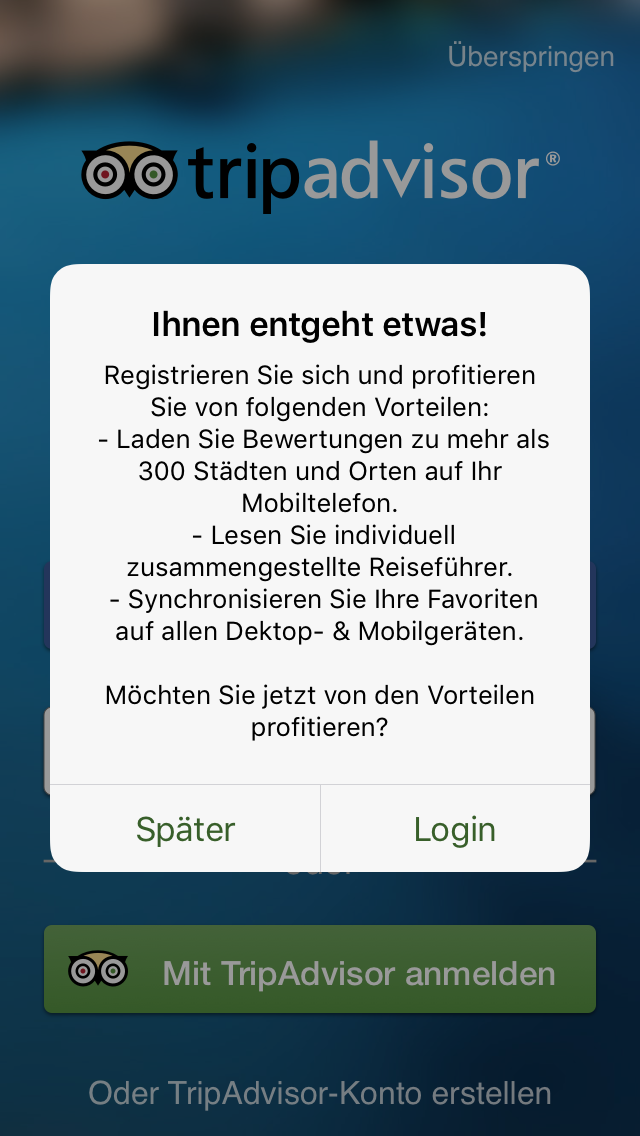 Überspringen
tripadvisor®
Ihnen entgeht etwas!
Registrieren Sie sich und profitieren
Sie von folgenden Vorteilen:
- Laden Sie Bewertungen zu mehr als
300 Städten und Orten auf Ihr
Mobiltelefon.
- Lesen Sie individuell
zusammengestellte Reiseführer.
- Synchronisieren Sie Ihre Favoriten
auf allen Dektop- & Mobilgeräten.
Möchten Sie jetzt von den Vorteilen
profitieren?
Später
Login
Mit TripAdvisor anmelden
Oder TripAdvisor-Konto erstellen